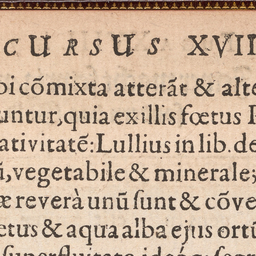 CURSUS XVII
bi cõmixta atterãt & alte
untur, quia ex illis fœtus
ativitatẽ: Lullius in lib. de
ĩ, vegetabile & minerale;
æ reverà unũ sunt & cõve
etus & aqua alba ejus ortũ